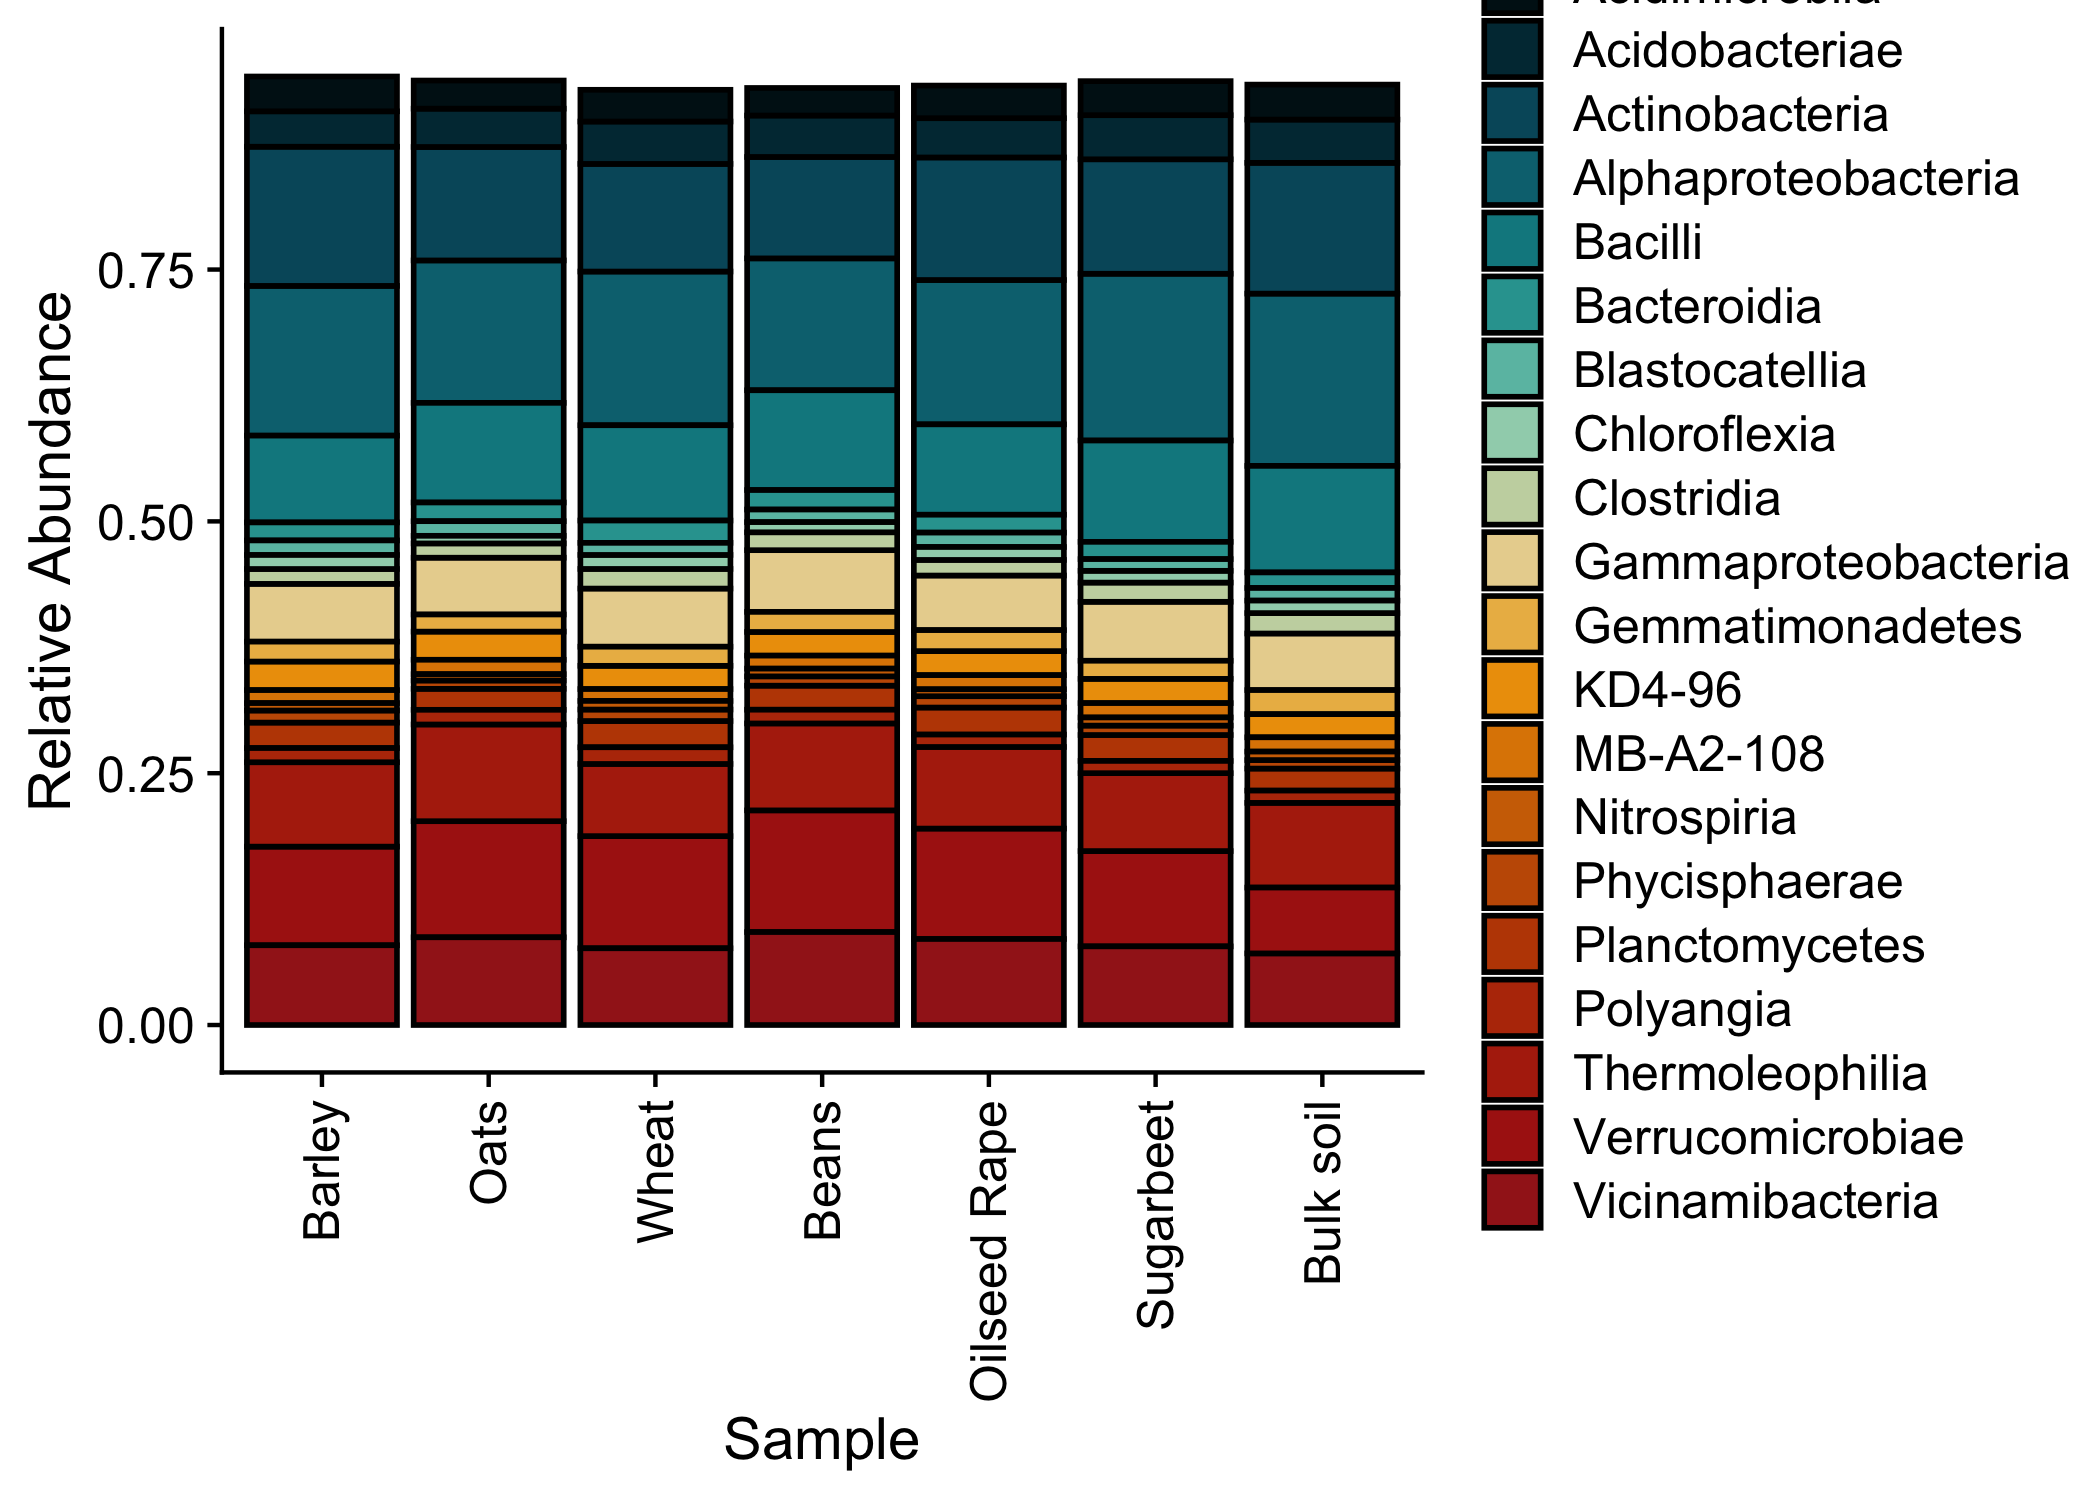 Acidobacteriae
Actinobacteria
Alphaproteobacteria
Bacilli
Bacteroidia
Blastocatellia
Chloroflexia
Clostridia
Gammaproteobacteria
Gemmatimonadetes
KD4-96
MB-A2-108
Nitrospiria
Phycisphaerae
Planctomycetes
Polyangia
Thermoleophilia
Verrucomicrobiae
Vicinamibacteria
Relative Abundance
0.75
0.50
0.25
0.00
Barley
Oats
Wheat
Beans
Oilseed Rape
Sugarbeet
Bulk soil
Sample